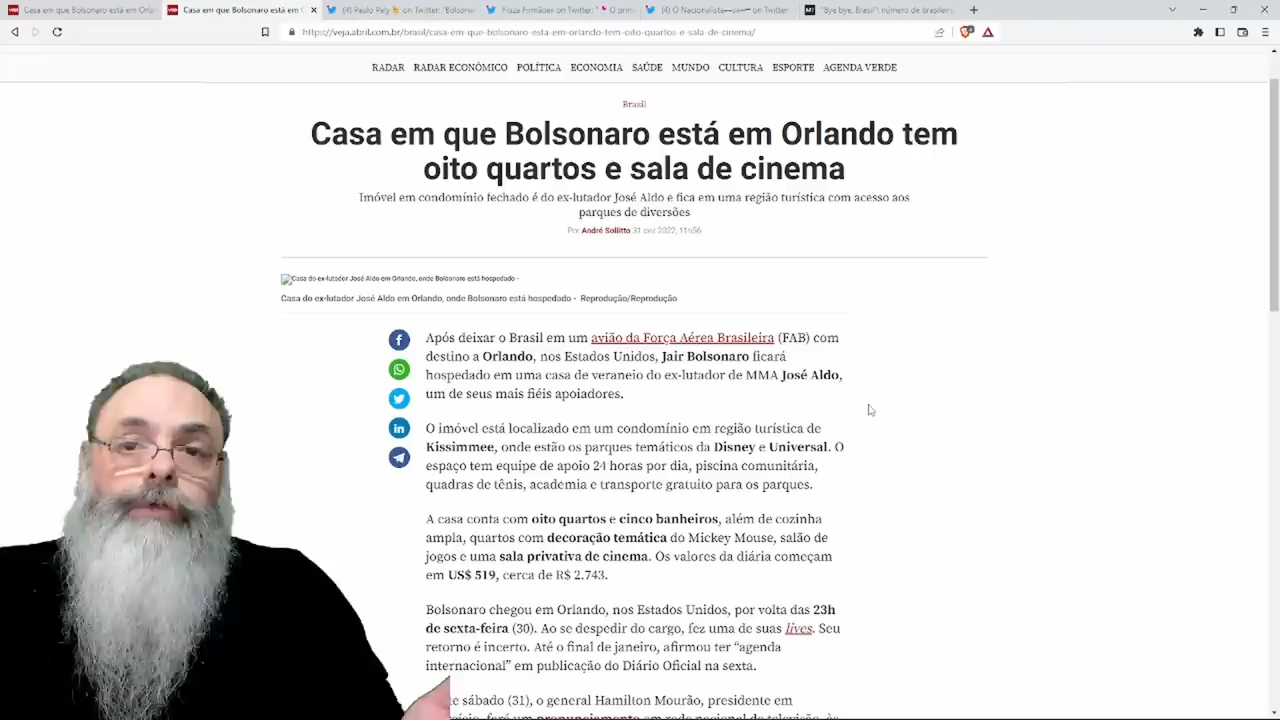 Casa em que Bolsonaro está em Orlan
Casa em que Bolsonaro está em O
(4) Paulo Paly on Twitter: "Bolsonar
on Twitter: "
(4) O Nacionalista on Twitter
"Bye bye, Brasil": número de brasileiro
https://veja.abril.com.br/brasil/casa-em-que-bolsonaro-esta-em-orlando-tem-oito-quartos-e-sala-de-cinema/
RADAR RADAR ECONÔMICO POLÍTICA ECONOMIA SAÚDE MUNDO CULTURA ESPORTE AGENDA VERDE
Brasil
Casa em que Bolsonaro está em Orlando tem
oito quartos e sala de cinema
Imóvel em condomínio fechado é do ex-lutador José Aldo e fica em uma região turística com acesso aos
parques de diversões
Por André Sollitto 31 dez 2022, 11h56
Casa do ex-lutador José Aldo em Orlando, onde Bolsonaro está hospedado -
Casa do ex-lutador José Aldo em Orlando, onde Bolsonaro está hospedado - Reprodução/Reprodução
Após deixar o Brasil em um avião da Força Aérea Brasileira (FAB) com
destino a Orlando, nos Estados Unidos, Jair Bolsonaro ficará
hospedado em uma casa de veraneio do ex-lutador de MMA José Aldo,
um de seus mais fiéis apoiadores.
O imóvel está localizado em um condomínio em região turística de
Kissimmee, onde estão os parques temáticos da Disney e Universal. O
espaço tem equipe de apoio 24 horas por dia, piscina comunitária,
quadras de tênis, academia e transporte gratuito para os parques.
A casa conta com oito quartos e cinco banheiros, além de cozinha
ampla, quartos com decoração temática do Mickey Mouse, salão de
jogos e uma sala privativa de cinema. Os valores da diária começam
em US$ 519, cerca de R$ 2.743.
Bolsonaro chegou em Orlando, nos Estados Unidos, por volta das 23h
de sexta-feira (30). Ao se despedir do cargo, fez uma de suas lives. Seu
retorno é incerto. Até o final de janeiro, afirmou ter "agenda
internacional" em publicação do Diário Oficial na sexta.
e sábado (31), o general Hamilton Mourão, presidente em
fará um pronunciamento em rede nacional de televisão, às